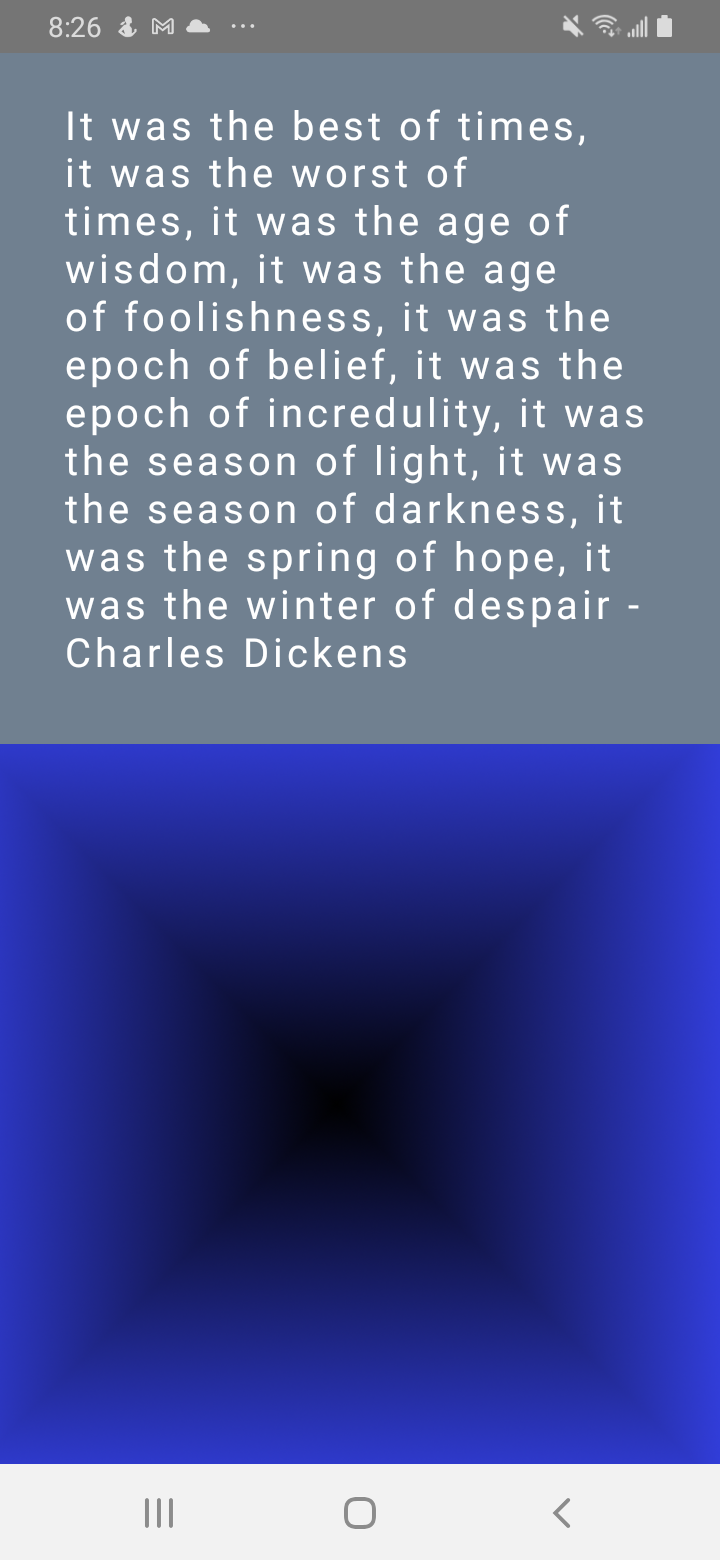 8:26
It was the best of times,
it was the worst of
times, it was the age of
wisdom, it was the age
of foolishness, it was the
epoch of belief, it was the
epoch of incredulity, it was
the season of light, it was
the season of darkness, it
was the spring of hope, it
was the winter of despair -
Charles Dickens